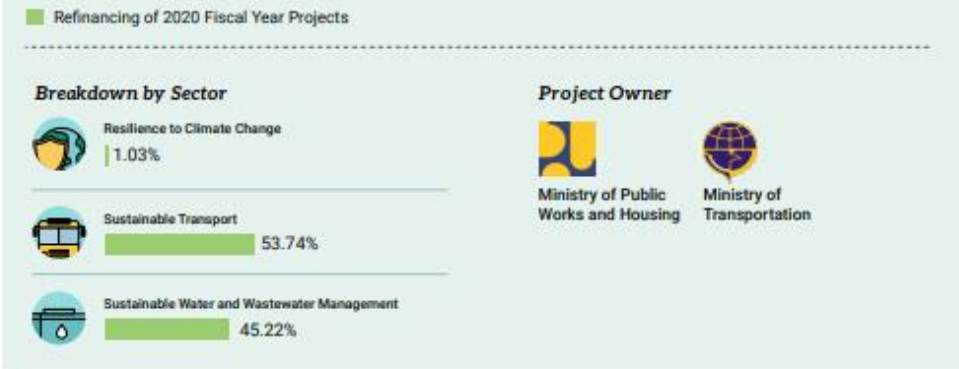 Refinancing of 2020 Fiscal Year Projects
Breakdown by Sector
Resilience to Climate Change
1.03%
Sustainable Transport
53.74%
Sustainable Water and Wastewater Management
45.22%
Project Owner
Ministry of Public
Works and Housing
Ministry of
Transportation